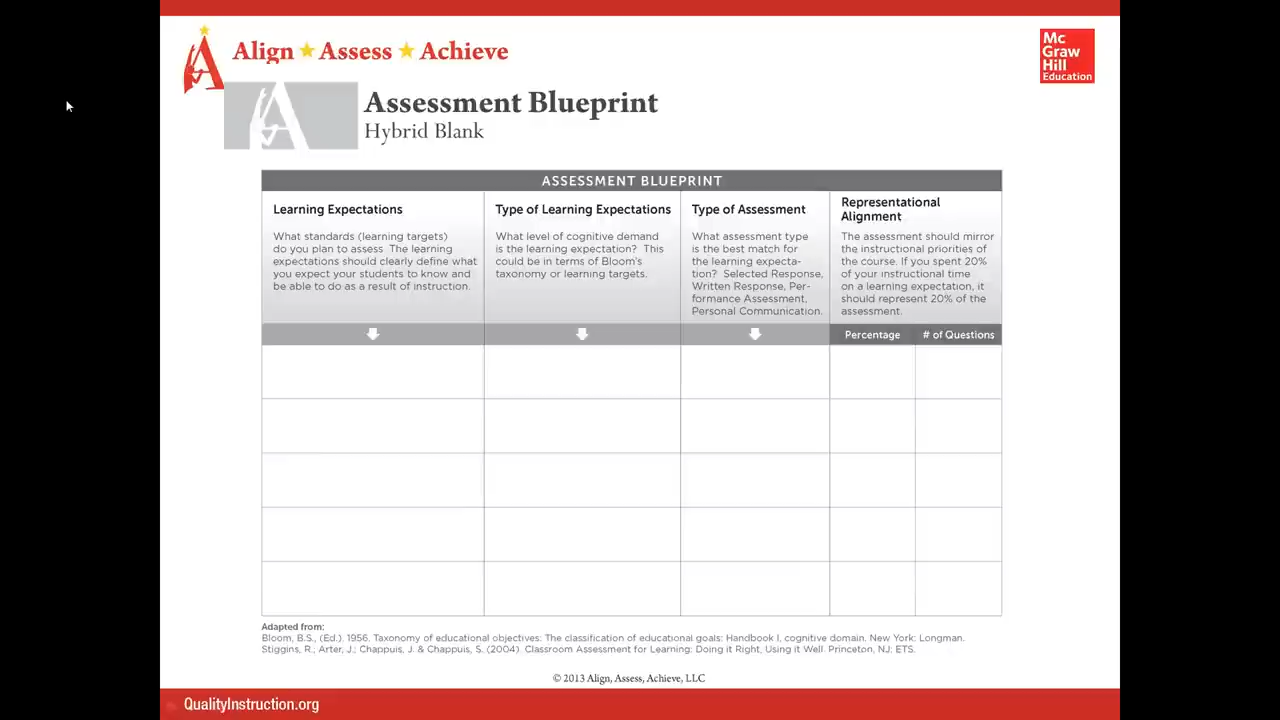 Align Assess Achieve
Mc
Graw
Hill
Education
Assessment Blueprint
Hybrid Blank
ASSESSMENT BLUEPRINT
Learning Expectations
What standards (learning targets)
do you plan to assess The learning
expectations should clearly define what
you expect your students to know and
be able to do as a result of instruction.
Type of Learning Expectations
What level of cognitive demand
is the learning expectation? This
could be in terms of Bloom's
taxonomy or learning targets.
Type of Assessment
What assessment type
is the best match for
the learning expecta-
tion? Selected Response,
Written Response, Per-
formance Assessment,
Personal Communication.
Representational
Alignment
The assessment should mirror
the instructional priorities of
the course. If you spent 20%
of your instructional time
on a learning expectation, it
should represent 20% of the
assessment.
Percentage
# of Questions
Adapted from:
Bloom, B.S., (Ed.) 1956. Taxonomy of educational objectives: The classification of educational goals: Handbook I, cognitive domain. New York: Longman.
Stiggins, R.; Arter, J.; Chappuis, J. & Chappuis, S. (2004). Classroom Assessment for Learning: Doing it Right, Using it Well. Princeton, NJ: ETS.
© 2013 Align, Assess, Achieve, LLC
QualityInstruction.org